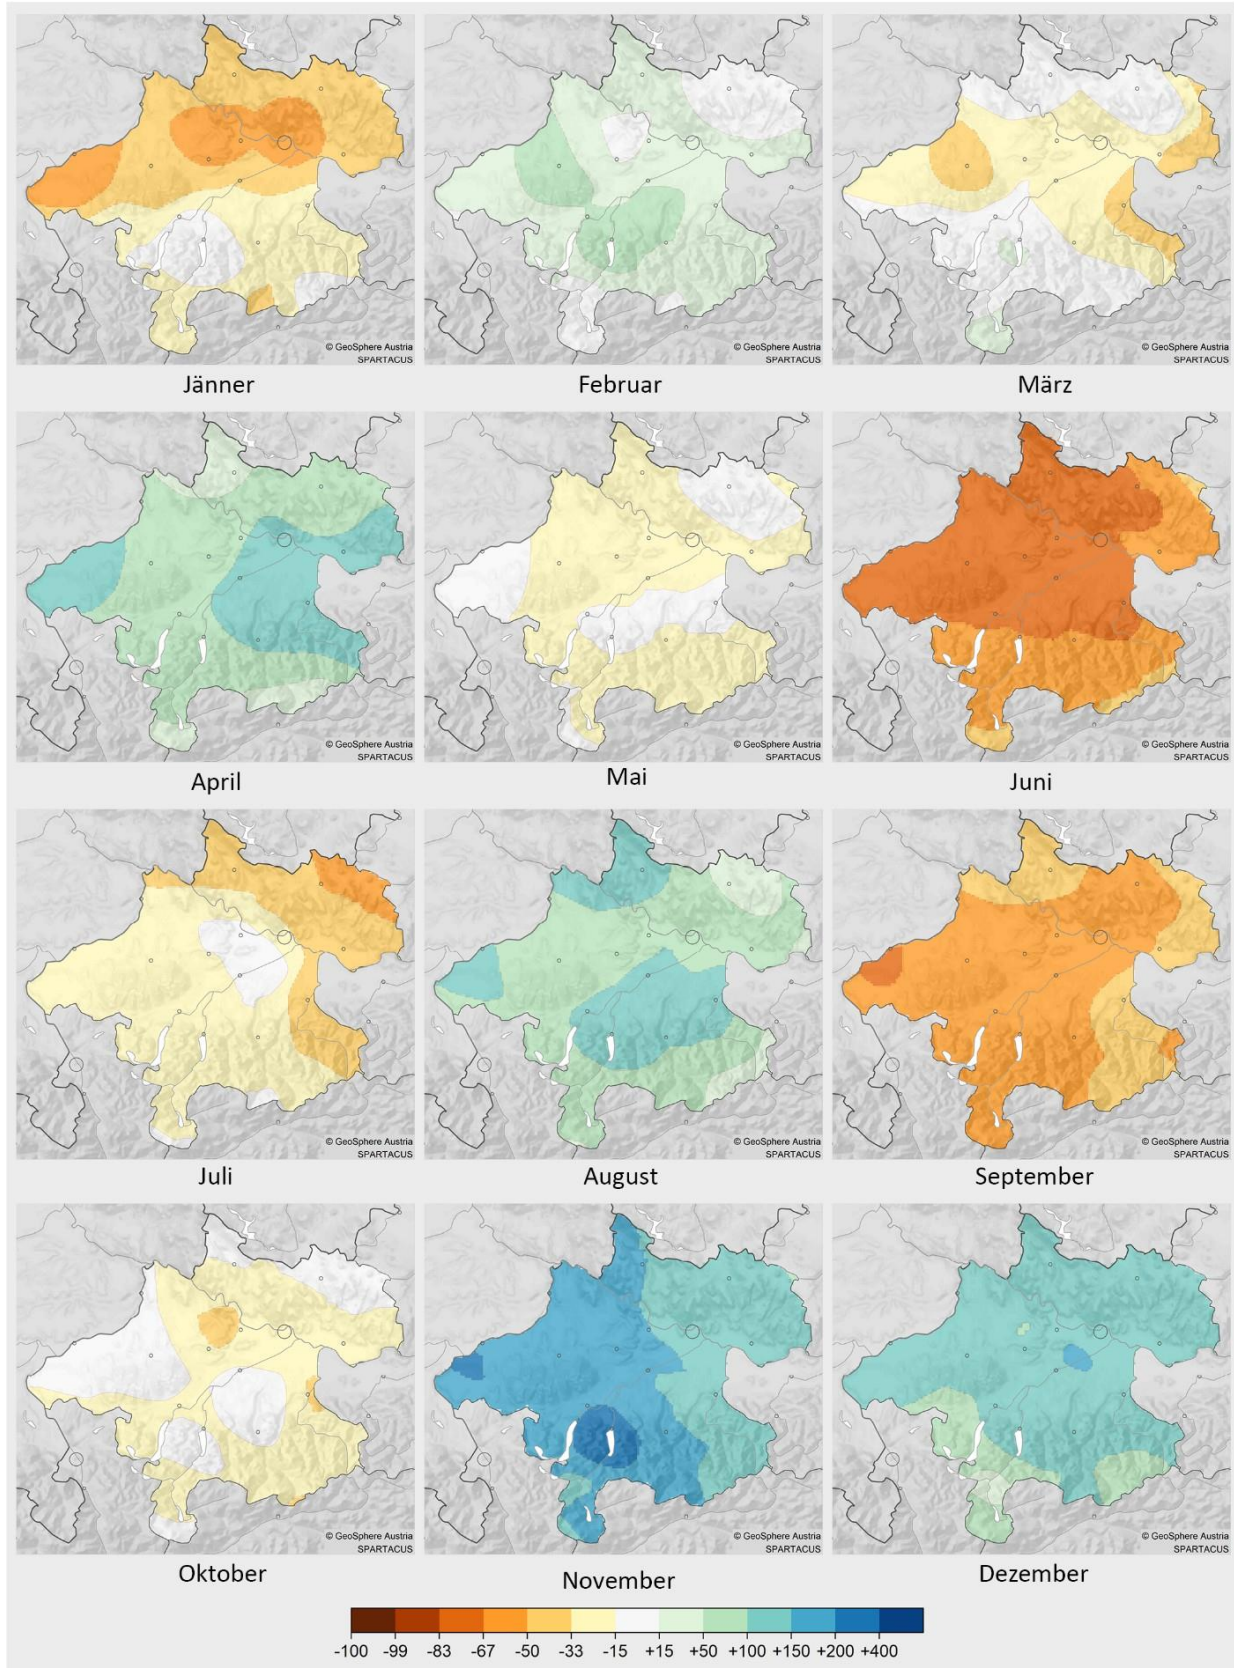 © GeoSphere Austria © GeoSphere Austria © GeoSphere Austria
SPARTACUS SPARTACUS SPARTACUS
Jänner Februar März
© GeoSphere Austria © GeoSphere Austria © GeoSphere Austria
SPARTACUS SPARTACUS SPARTACUS
April Mai Juni
© GeoSphere Austria © GeoSphere Austria © GeoSphere Austria
SPARTACUS SPARTACUS SPARTACUS
Juli August September
© GeoSphere Austria © GeoSphere Austria © GeoSphere Austria
SPARTACUS SPARTACUS SPARTACUS
Oktober November Dezember
-100 -99 -83 -67 -50 -33 -15 +15 +50 +100 +150 +200 +400